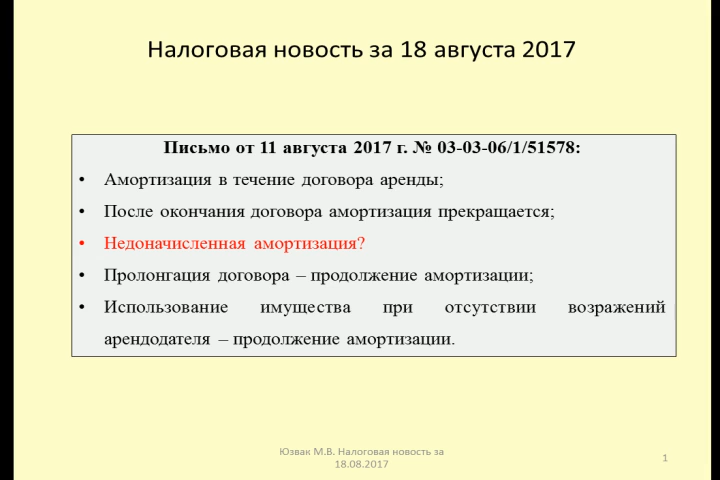 Налоговая новость за 18 августа 2017
Письмо от 11 августа 2017 г. № 03-03-06/1/51578:
• Амортизация в течение договора аренды;
• После окончания договора амортизация прекращается;
• Недоначисленная амортизация?
• Пролонгация договора – продолжение амортизации;
• Использование имущества при отсутствии возражений
арендодателя – продолжение амортизации.
Юзвак М.В. Налоговая новость за
18.08.2017
1